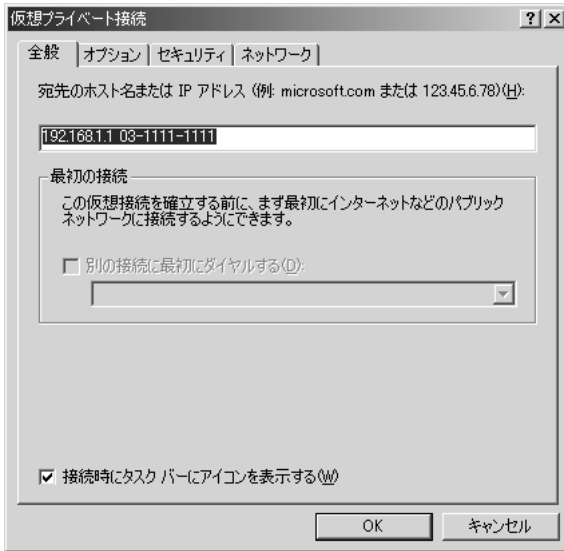 仮想プライベート接続
全般 オプション セキュリティ ネットワーク
宛先のホスト名または IP アドレス (例: microsoft.com または 123.45.6.78)(H):
192.168.1.1 03-1111-1111
最初の接続
この仮想接続を確立する前に、まず最初にインターネットなどのパブリック
ネットワークに接続するようにできます。
別の接続に最初にダイヤルする(D):
接続時にタスク バーにアイコンを表示する(W)
OK キャンセル